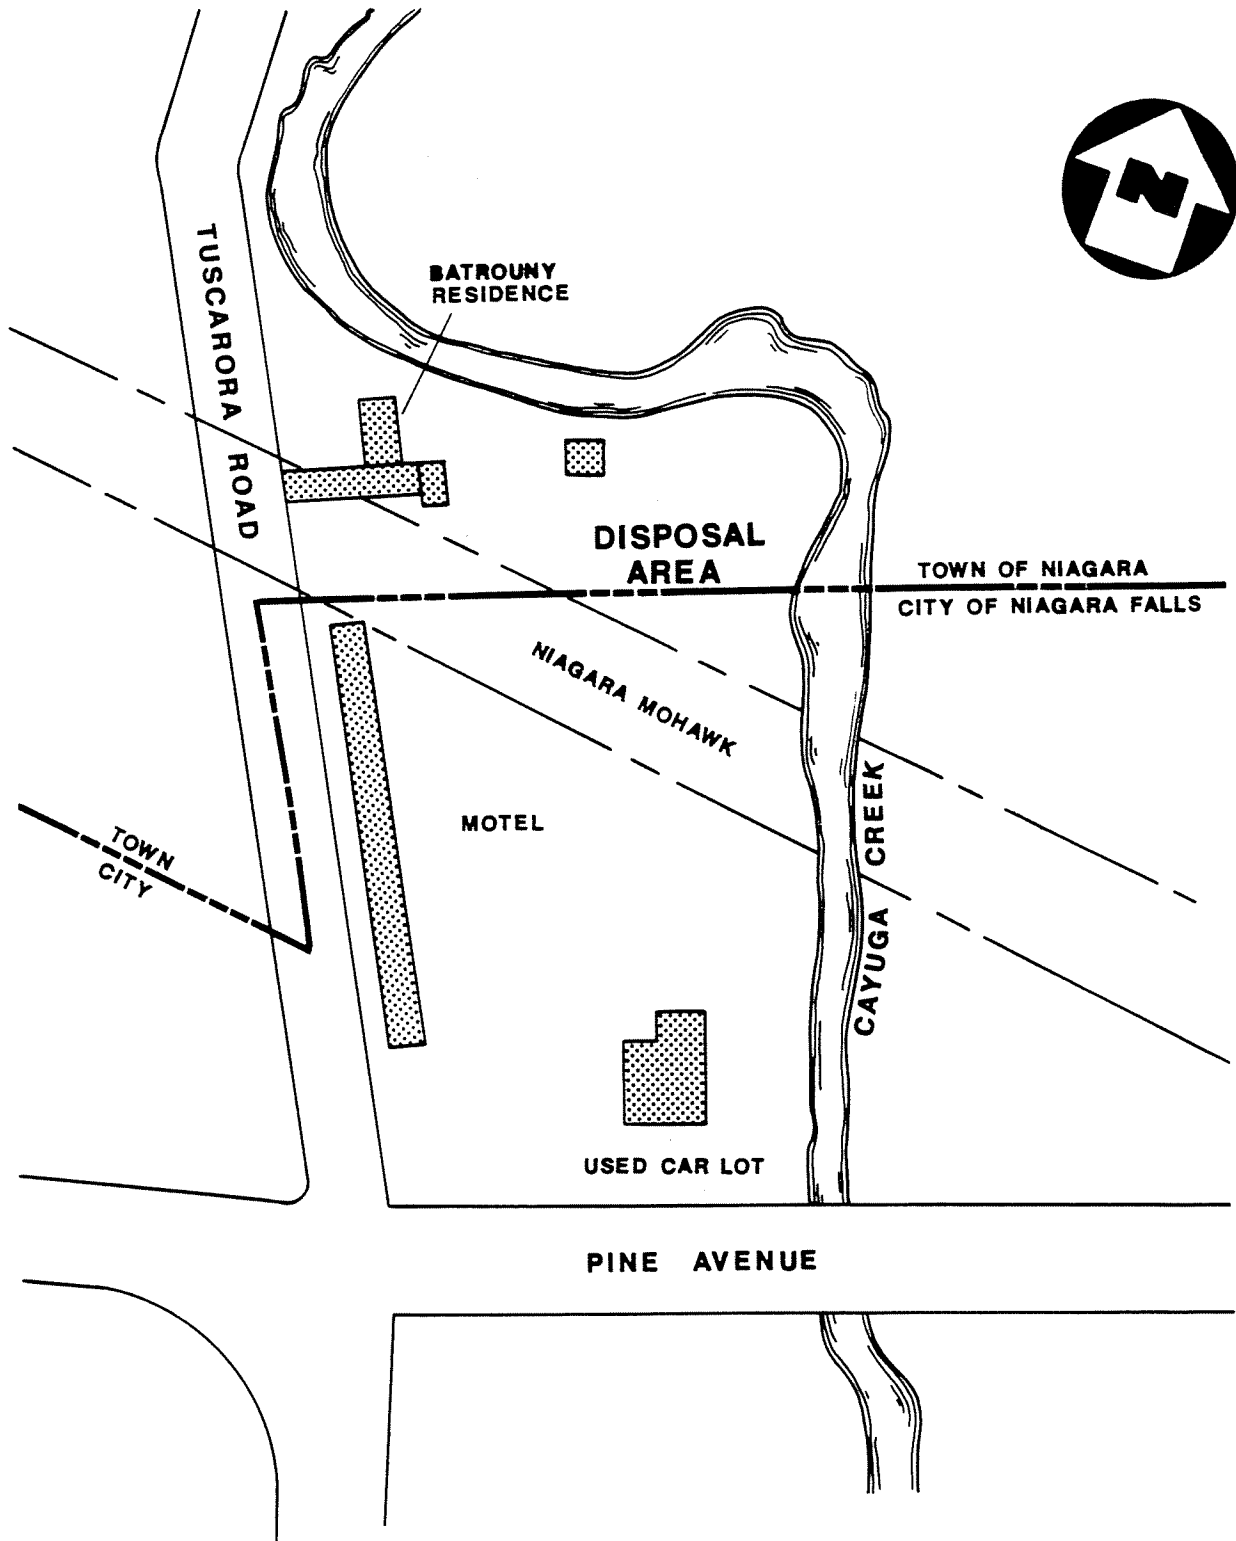 N
TUSCARORA ROAD
BATROUNY
RESIDENCE
DISPOSAL
AREA
TOWN OF NIAGARA
CITY OF NIAGARA FALLS
NIAGARA MOHAWK
CAYUGA CREEK
TOWN
CITY
MOTEL
USED CAR LOT
PINE AVENUE